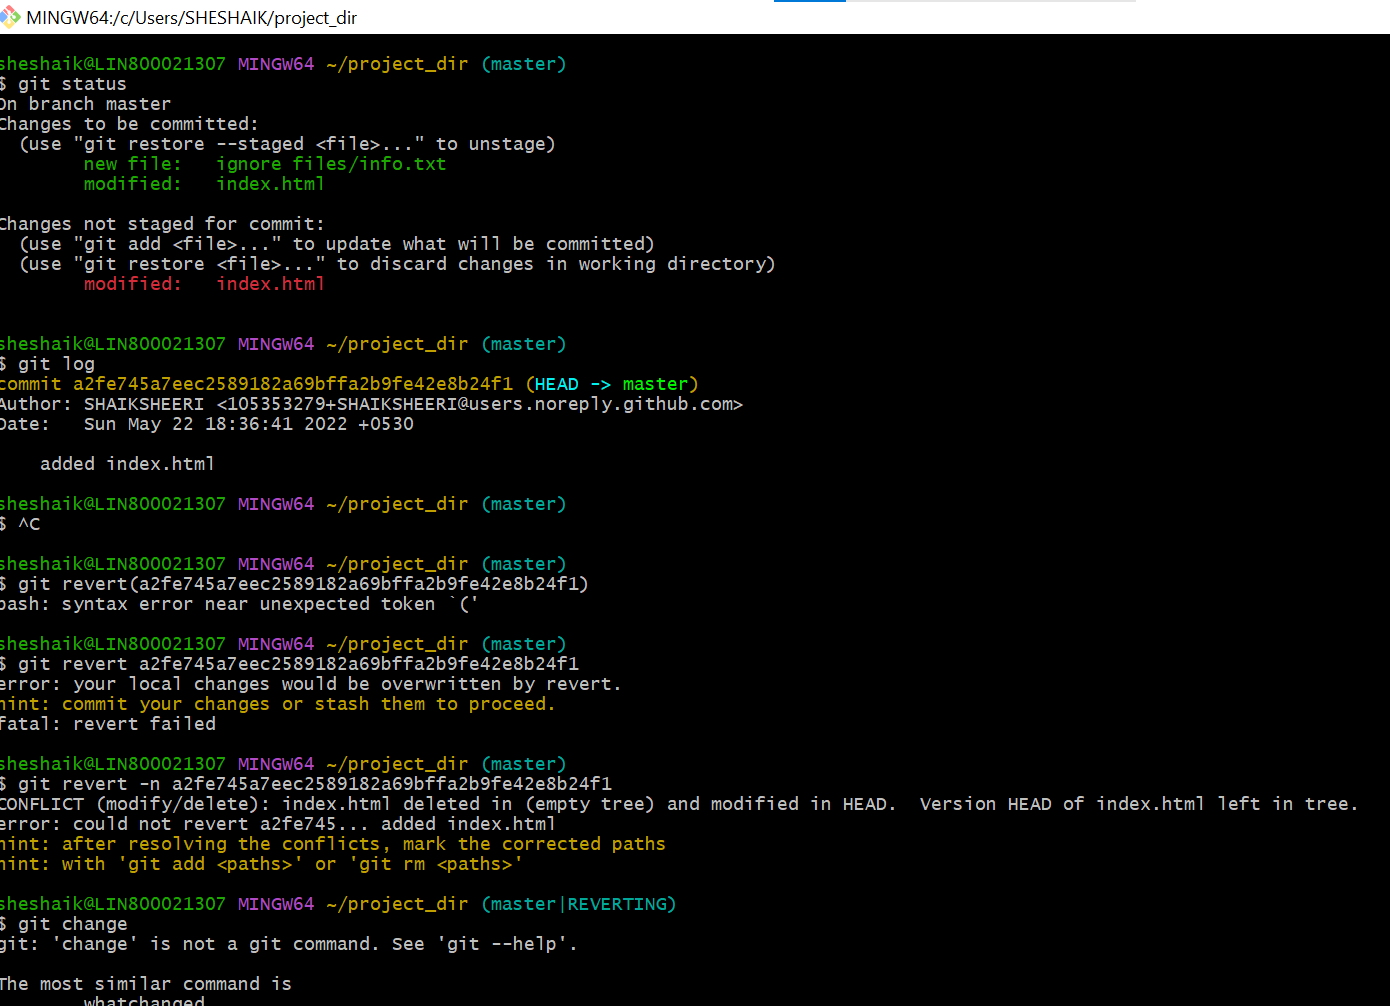 MINGW64:/c/Users/SHESHAIK/project_dir
sheshaik@LIN800021307 MINGW64 ~/project_dir (master)
$ git status
On branch master
Changes to be committed:
  (use "git restore --staged <file>..." to unstage)
        new file:   ignore files/info.txt
        modified:   index.html

Changes not staged for commit:
  (use "git add <file>..." to update what will be committed)
  (use "git restore <file>..." to discard changes in working directory)
        modified:   index.html

sheshaik@LIN800021307 MINGW64 ~/project_dir (master)
$ git log
commit a2fe745a7eec2589182a69bffa2b9fe42e8b24f1 (HEAD -> master)
Author: SHAIKSHEERI <105353279+SHAIKSHEERI@users.noreply.github.com>
Date:   Sun May 22 18:36:41 2022 +0530

    added index.html

sheshaik@LIN800021307 MINGW64 ~/project_dir (master)
$ ^C

sheshaik@LIN800021307 MINGW64 ~/project_dir (master)
$ git revert(a2fe745a7eec2589182a69bffa2b9fe42e8b24f1)
bash: syntax error near unexpected token `('

sheshaik@LIN800021307 MINGW64 ~/project_dir (master)
$ git revert a2fe745a7eec2589182a69bffa2b9fe42e8b24f1
error: your local changes would be overwritten by revert.
hint: commit your changes or stash them to proceed.
fatal: revert failed

sheshaik@LIN800021307 MINGW64 ~/project_dir (master)
$ git revert -n a2fe745a7eec2589182a69bffa2b9fe42e8b24f1
CONFLICT (modify/delete): index.html deleted in (empty tree) and modified in HEAD.  Version HEAD of index.html left in tree.
error: could not revert a2fe745... added index.html
hint: after resolving the conflicts, mark the corrected paths
hint: with 'git add <paths>' or 'git rm <paths>'

sheshaik@LIN800021307 MINGW64 ~/project_dir (master|REVERTING)
$ git change
git: 'change' is not a git command. See 'git --help'.

The most similar command is
        whatchanged